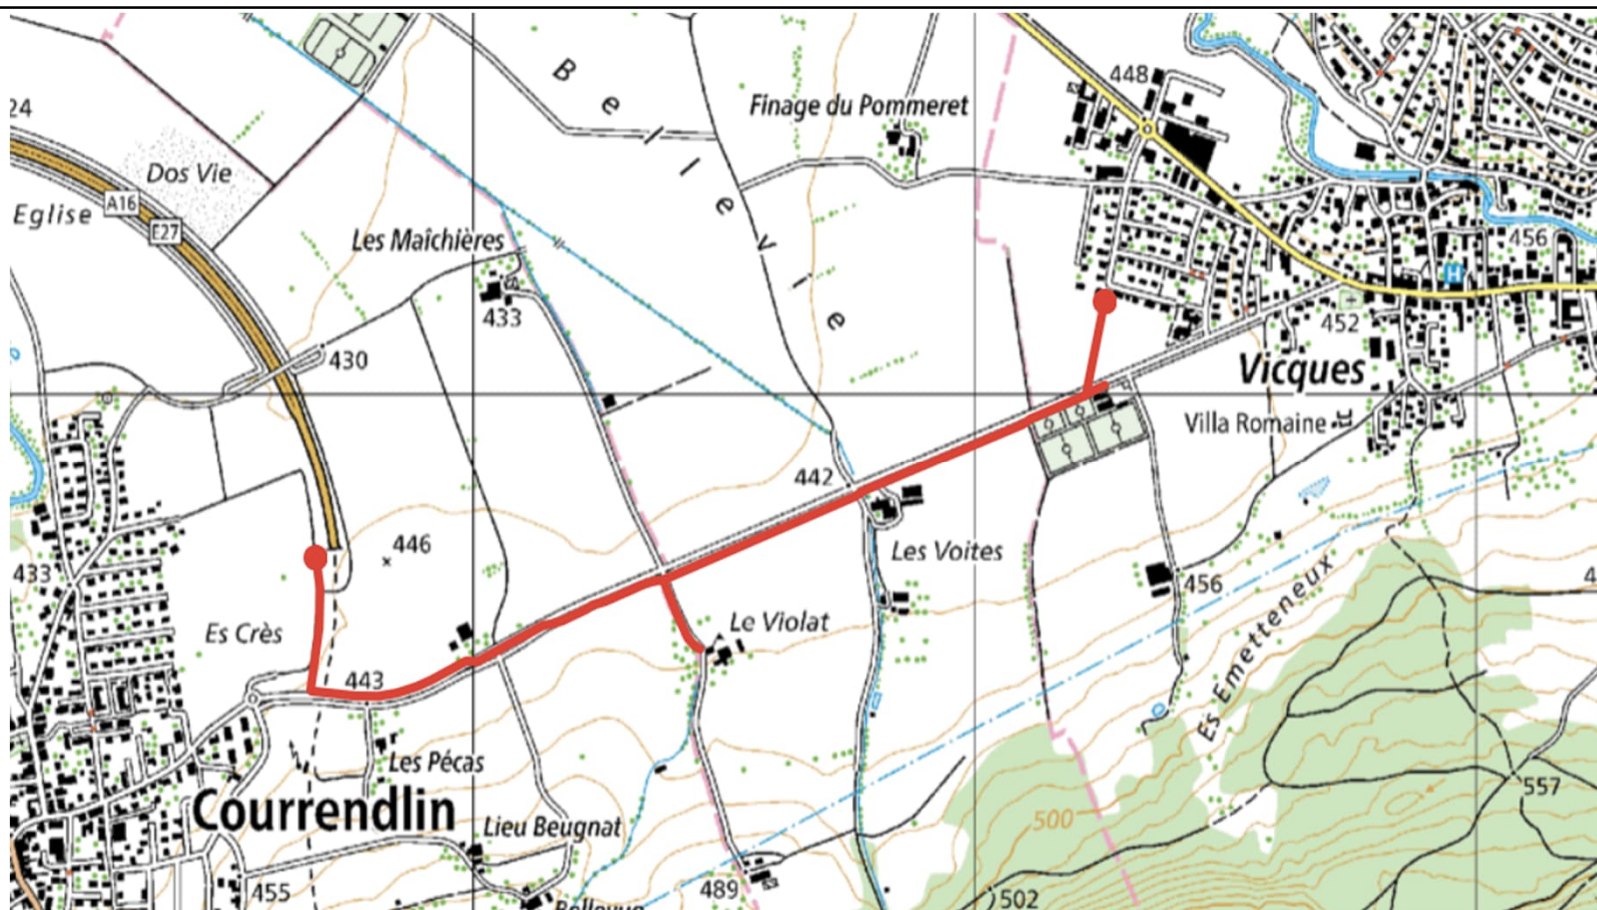 B
e
l
l
e
v
i
e
448
Finage du Pommeret
24
Dos Vie
A16
E27
Eglise
Les Maîchières
456
H
433
452
430
Vicques
Villa Romaine
442
446
Les Voites
433
456
Es Crès
Le Violat
Es Emetteneux
443
Les Pécas
557
Courrendlin
500
Lieu Beugnat
455
489
502
Bellevue
4